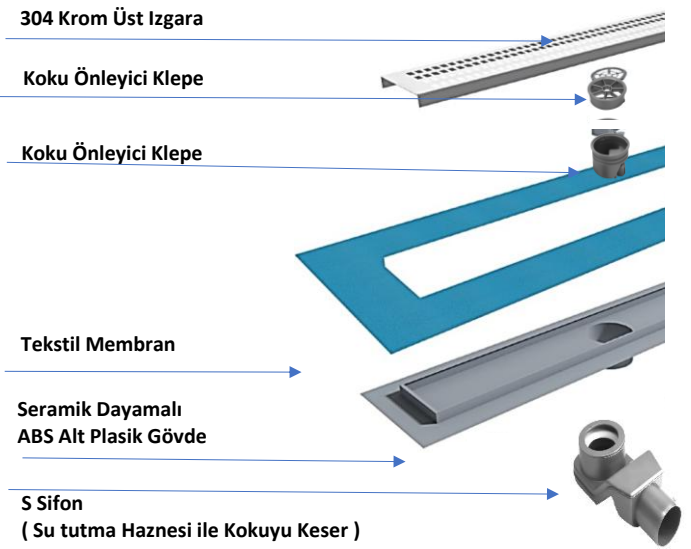 304 Krom Üst Izgara
Koku Önleyici Klepe
Koku Önleyici Klepe
Tekstil Membran
Seramik Dayamalı
ABS Alt Plasik Gövde
S Sifon
( Su tutma Haznesi ile Kokuyu Keser )